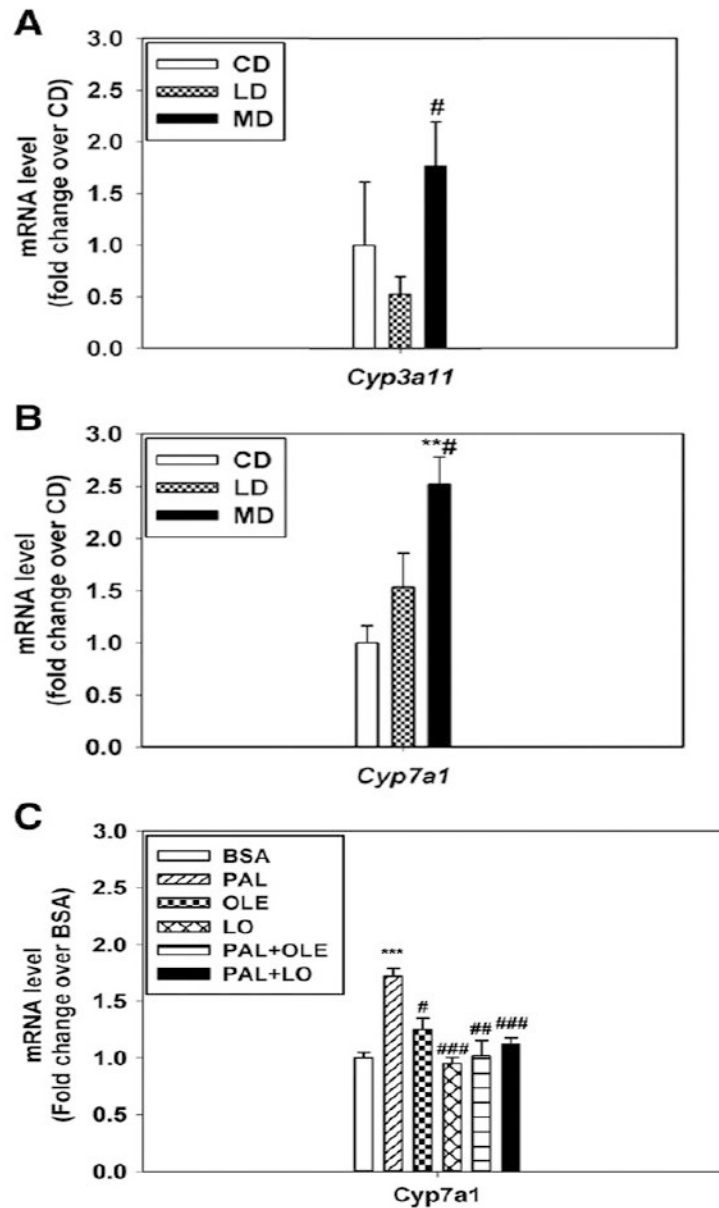 A
mRNA level
(fold change over CD)
3.0
2.5
2.0
1.5
1.0
0.5
0.0
CD
LD
MD
#
Cyp3a11
B
mRNA level
(fold change over CD)
3.0
2.5
2.0
1.5
1.0
0.5
0.0
CD
LD
MD
**#
Cyp7a1
C
mRNA level
(Fold change over BSA)
3.0
2.5
2.0
1.5
1.0
0.5
0.0
BSA
PAL
OLE
LO
PAL+OLE
PAL+LO
***
#
###
##
###
Cyp7a1